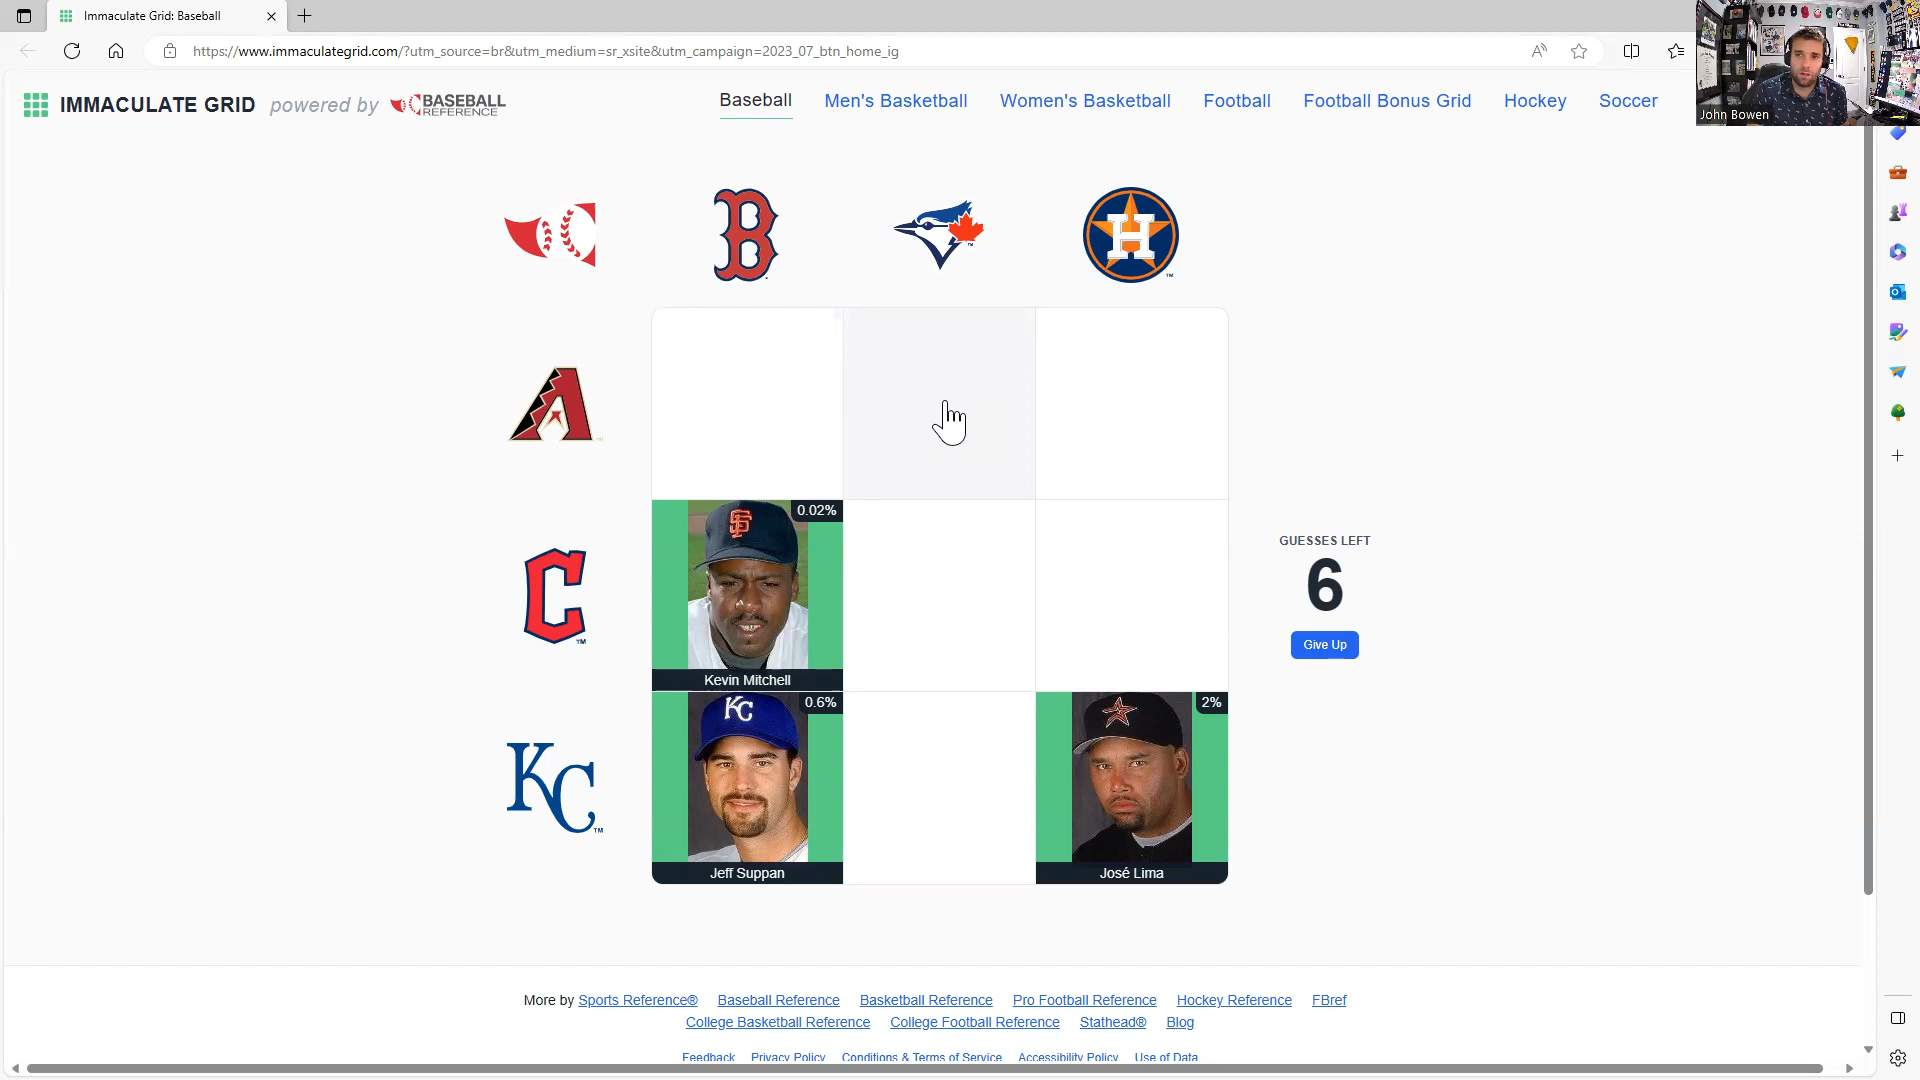 Immaculate Grid: Baseball
https://www.immaculategrid.com/?utm_source=br&utm_medium=sr_xsite&utm_campaign=2023_07_btn_home_ig
John Bowen
IMMACULATE GRID powered by BASEBALL REFERENCE
Baseball Men's Basketball Women's Basketball Football Football Bonus Grid Hockey Soccer
B H
A
C
KC
SF
0.02%
Kevin Mitchell
GUESSES LEFT
6
Give Up
KC
0.6%
2%
Jeff Suppan
José Lima
More by Sports Reference® Baseball Reference Basketball Reference Pro Football Reference Hockey Reference FBref
College Basketball Reference College Football Reference Stathead® Blog
Feedback Privacy Policy Conditions & Terms of Service Accessibility Policy Use of Data